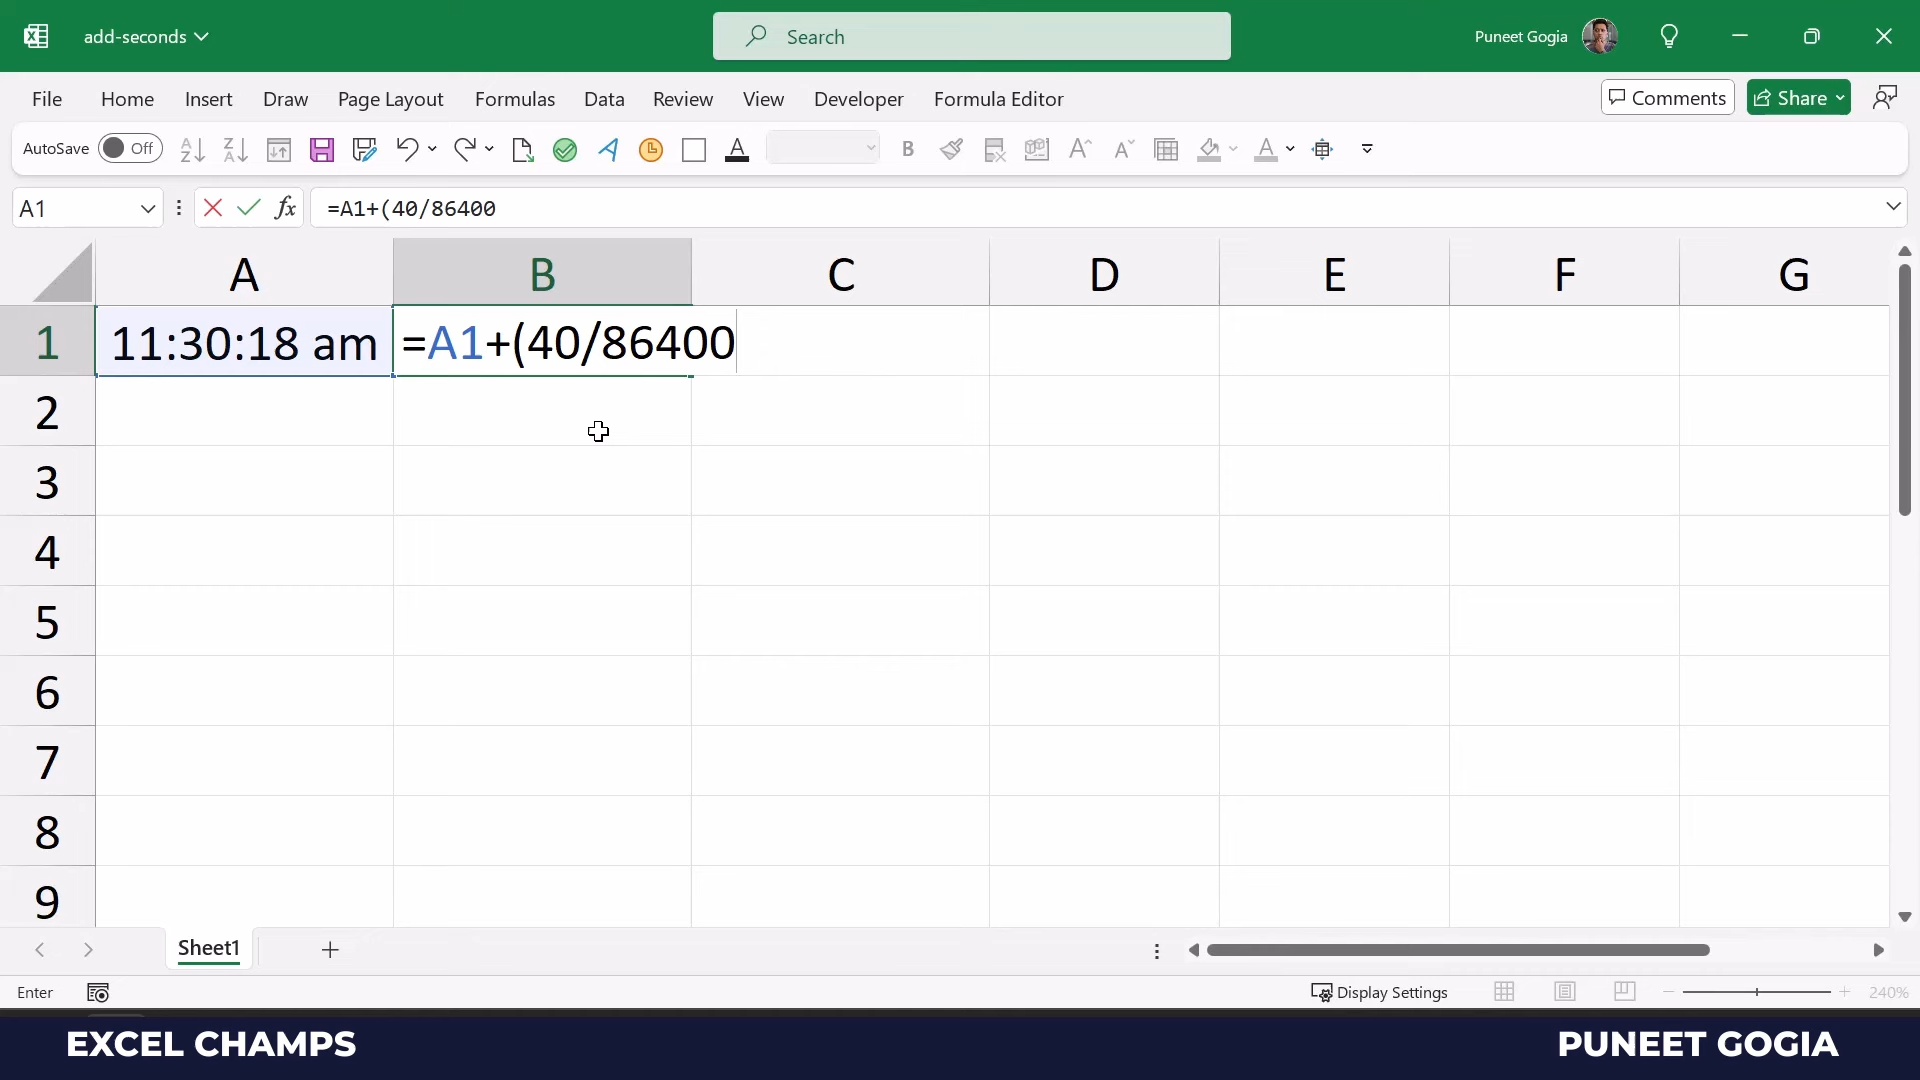 add-seconds
Search
Puneet Gogia
File Home Insert Draw Page Layout Formulas Data Review View Developer Formula Editor
Comments
Share
AutoSave Off
A1
fx
=A1+(40/86400
A B C D E F G
1 11:30:18 am =A1+(40/86400
2
3
4
5
6
7
8
9
Sheet1
Enter
Display Settings
240%
EXCEL CHAMPS
PUNEET GOGIA